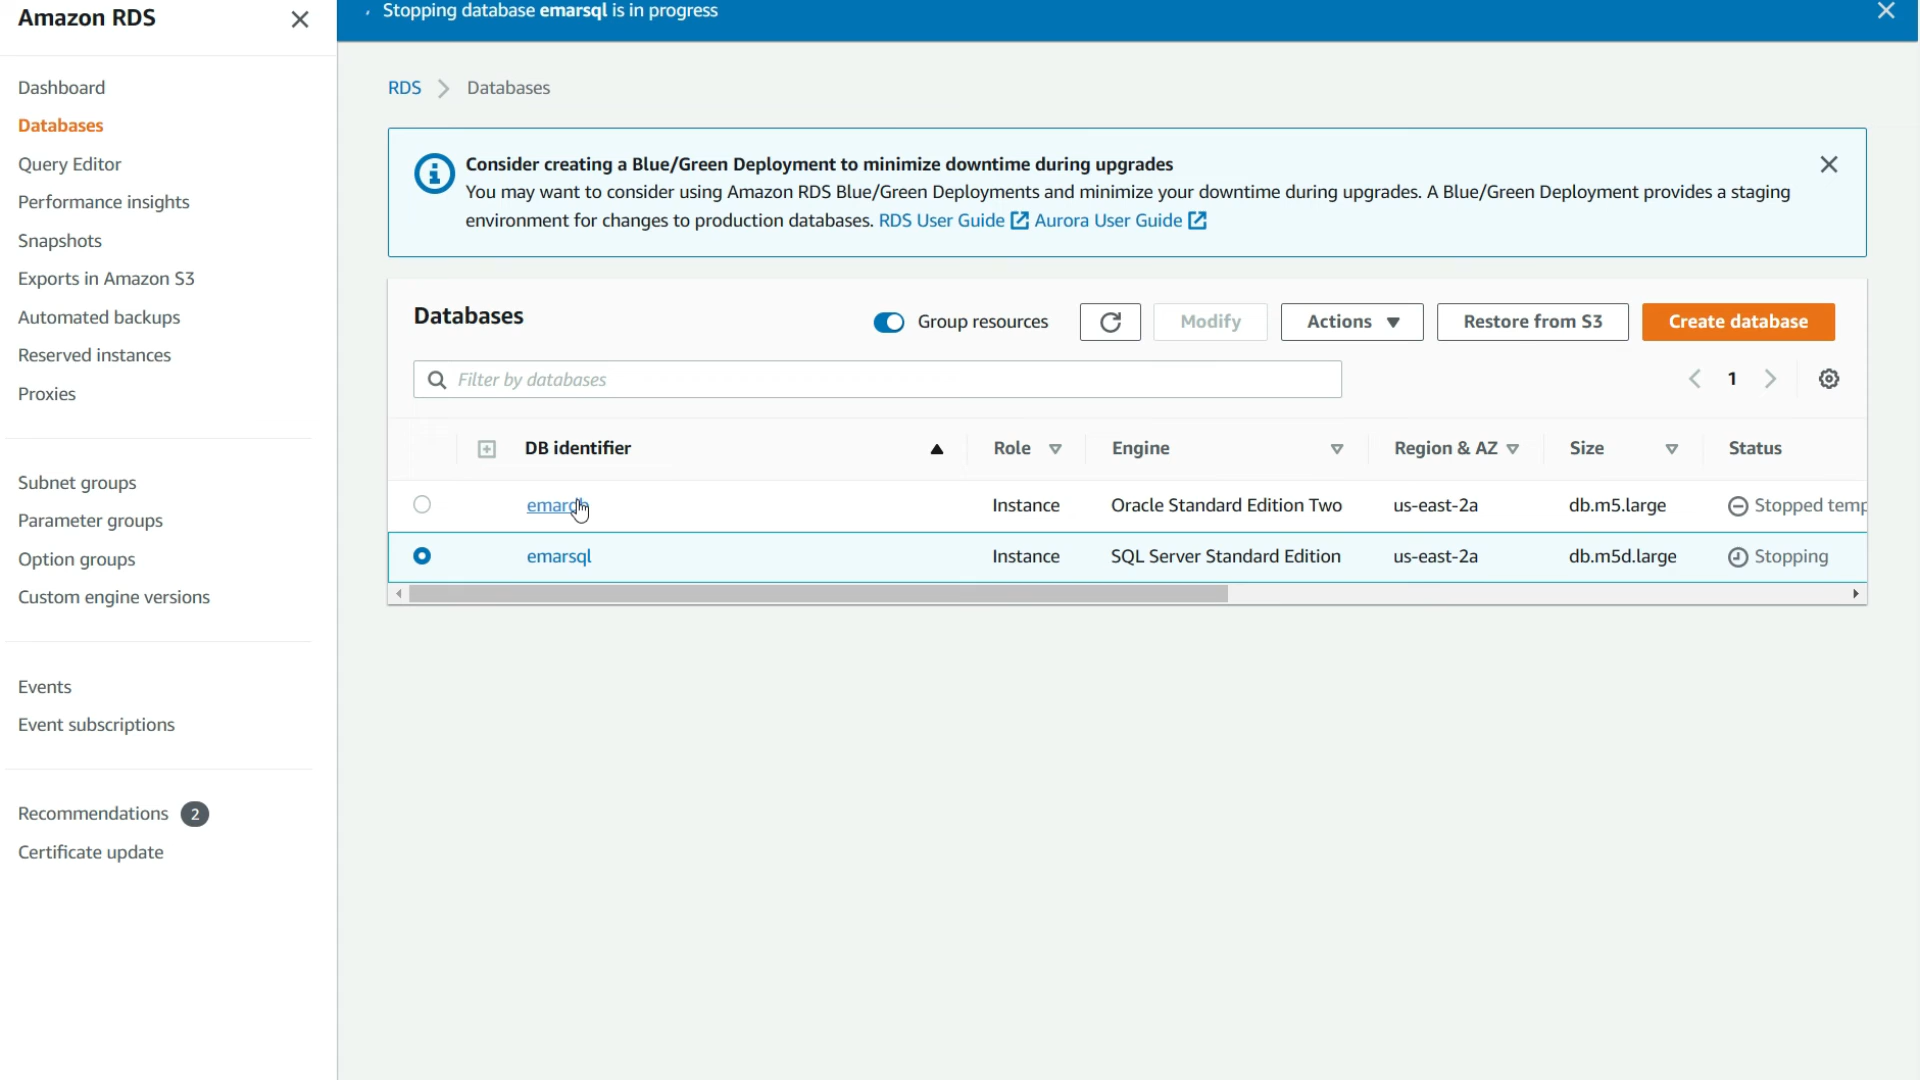 Amazon RDS
Stopping database emarsql is in progress
Dashboard
Databases
Query Editor
Performance insights
Snapshots
Exports in Amazon S3
Automated backups
Reserved instances
Proxies
Subnet groups
Parameter groups
Option groups
Custom engine versions
Events
Event subscriptions
Recommendations 2
Certificate update
RDS > Databases
Consider creating a Blue/Green Deployment to minimize downtime during upgrades
You may want to consider using Amazon RDS Blue/Green Deployments and minimize your downtime during upgrades. A Blue/Green Deployment provides a staging
environment for changes to production databases. RDS User Guide Aurora User Guide
Databases
Group resources Modify Actions Restore from S3 Create database
Filter by databases 1
DB identifier Role Engine Region & AZ Size Status
Instance Oracle Standard Edition Two us-east-2a db.m5.large Stopped temp
emarsql Instance SQL Server Standard Edition us-east-2a db.m5d.large Stopping